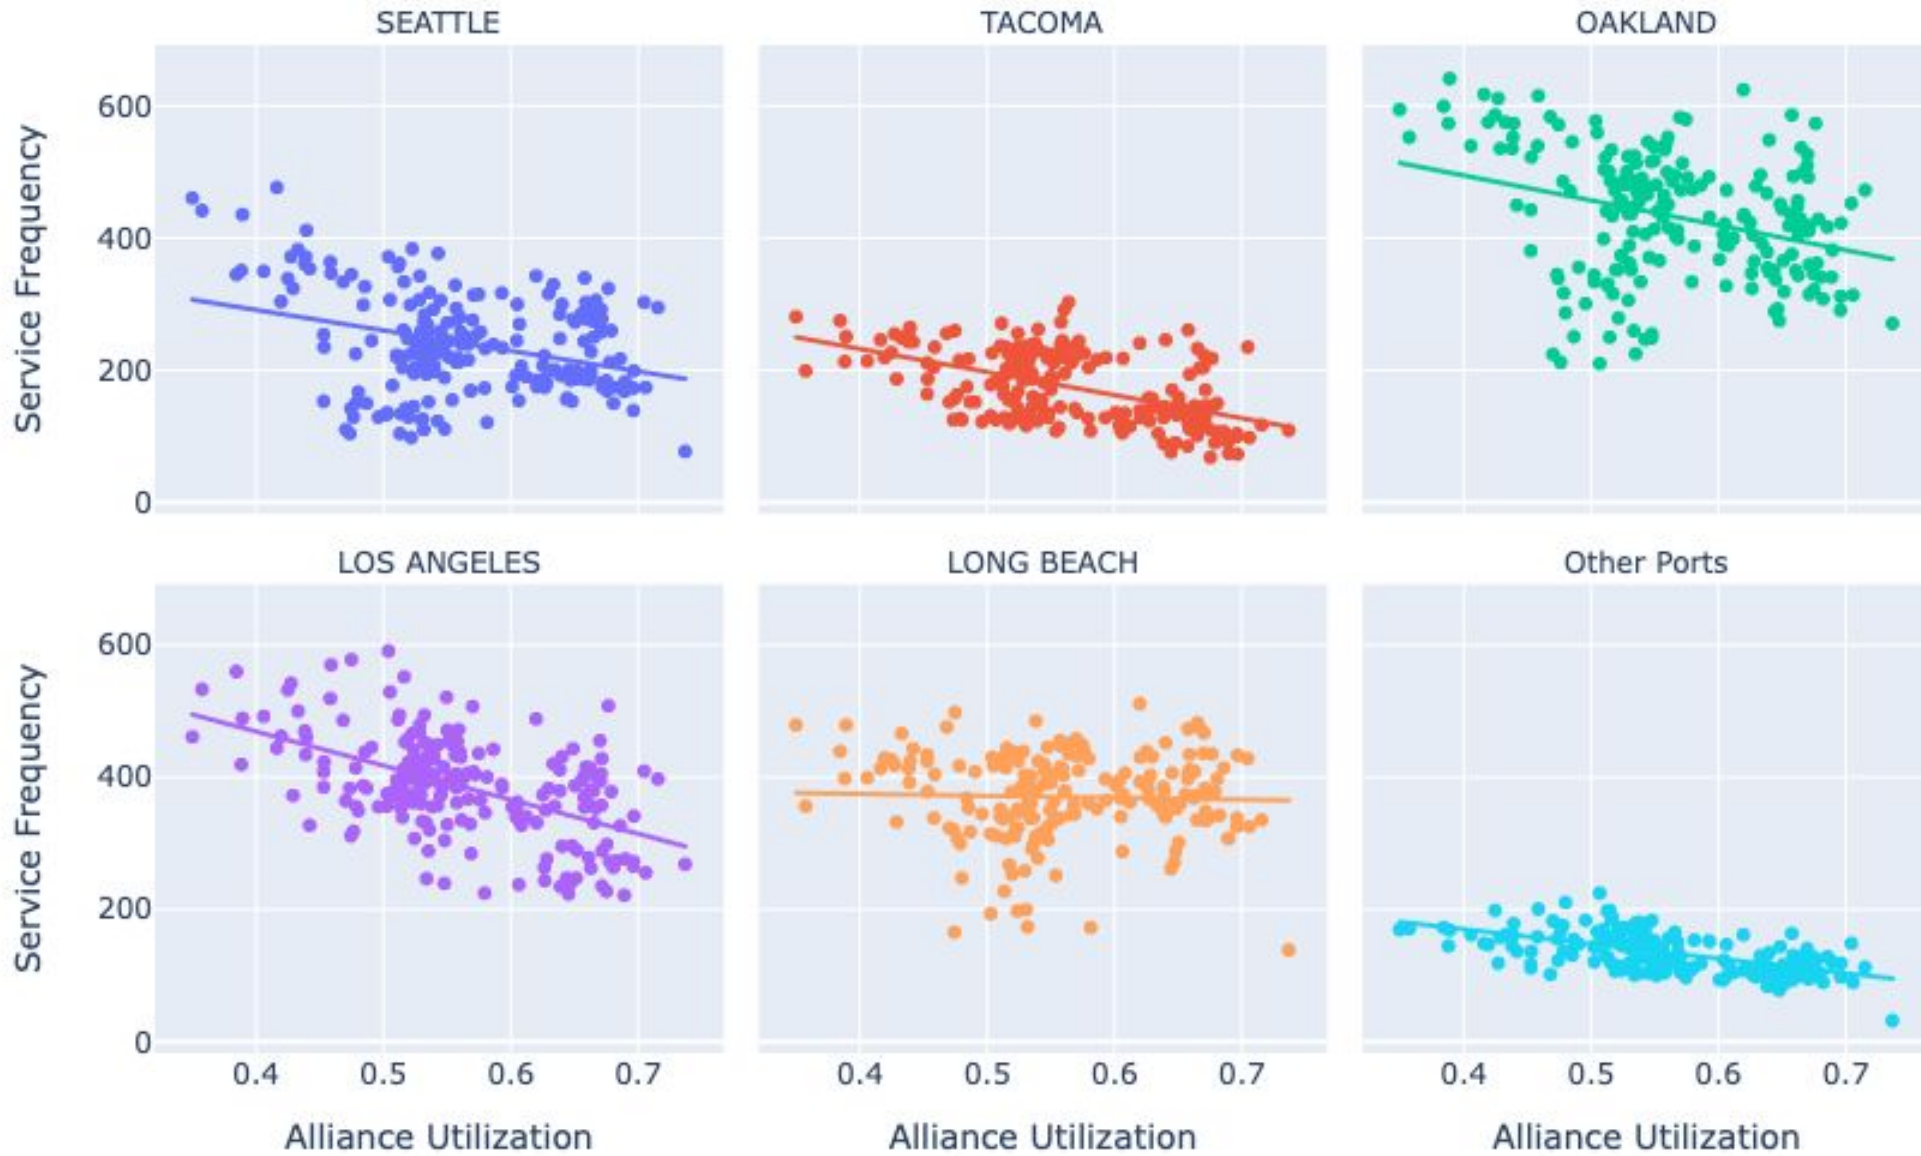 SEATTLE
TACOMA
OAKLAND
600
400
200
0
Service Frequency
LOS ANGELES
LONG BEACH
Other Ports
600
400
200
0
Service Frequency
0.4 0.5 0.6 0.7
0.4 0.5 0.6 0.7
0.4 0.5 0.6 0.7
Alliance Utilization
Alliance Utilization
Alliance Utilization